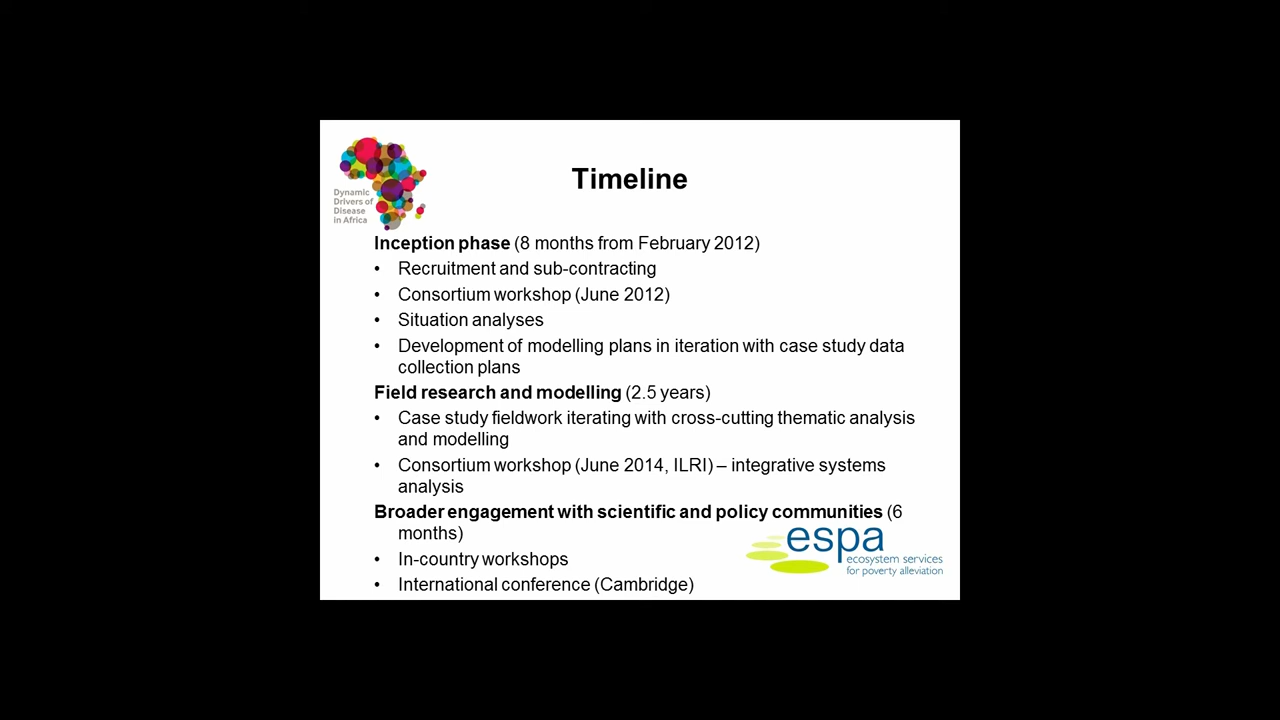 Timeline
Dynamic
Drivers of
Disease
in Africa
Inception phase (8 months from February 2012)
• Recruitment and sub-contracting
• Consortium workshop (June 2012)
• Situation analyses
• Development of modelling plans in iteration with case study data
collection plans
Field research and modelling (2.5 years)
• Case study fieldwork iterating with cross-cutting thematic analysis
and modelling
• Consortium workshop (June 2014, ILRI) – integrative systems
analysis
Broader engagement with scientific and policy communities (6
months)
• In-country workshops
• International conference (Cambridge)
espa
ecosystem services
for poverty alleviation